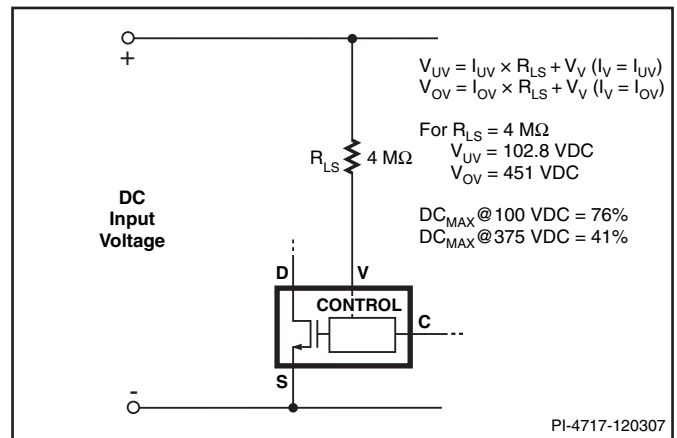 +
V_UV = I_UV × R_LS + V_V (I_V = I_UV)
V_OV = I_OV × R_LS + V_V (I_V = I_OV)
For R_LS = 4 MΩ
V_UV = 102.8 VDC
V_OV = 451 VDC
DC_MAX@100 VDC = 76%
DC_MAX@375 VDC = 41%
R_LS 4 MΩ
DC
Input
Voltage
D V
CONTROL
C
S
-
PI-4717-120307